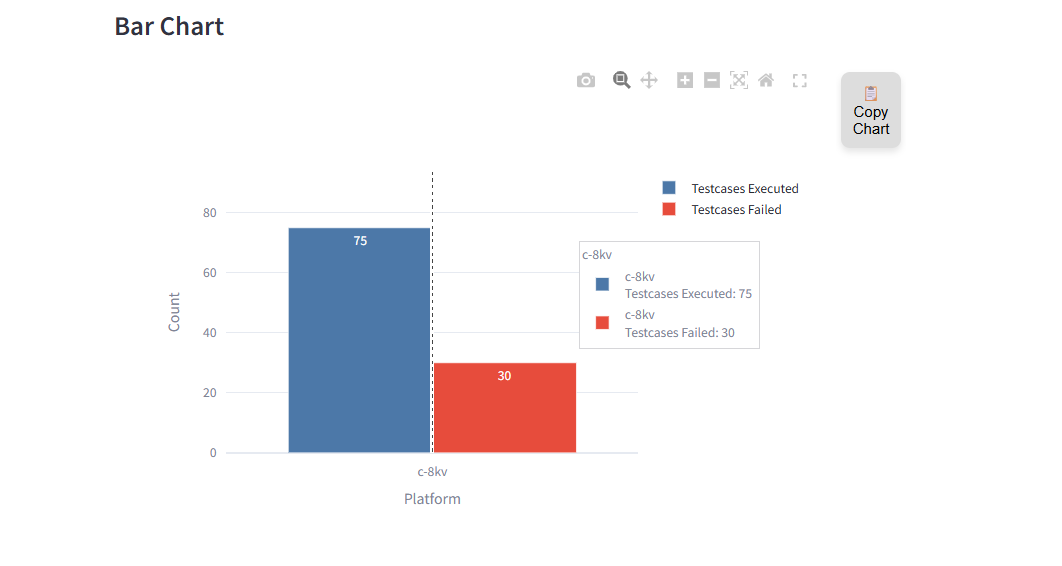 Bar Chart
Copy
Chart
Testcases Executed
Testcases Failed
80
60
40
20
0
Count
75
30
c-8kv
c-8kv
Testcases Executed: 75
c-8kv
Testcases Failed: 30
c-8kv
Platform